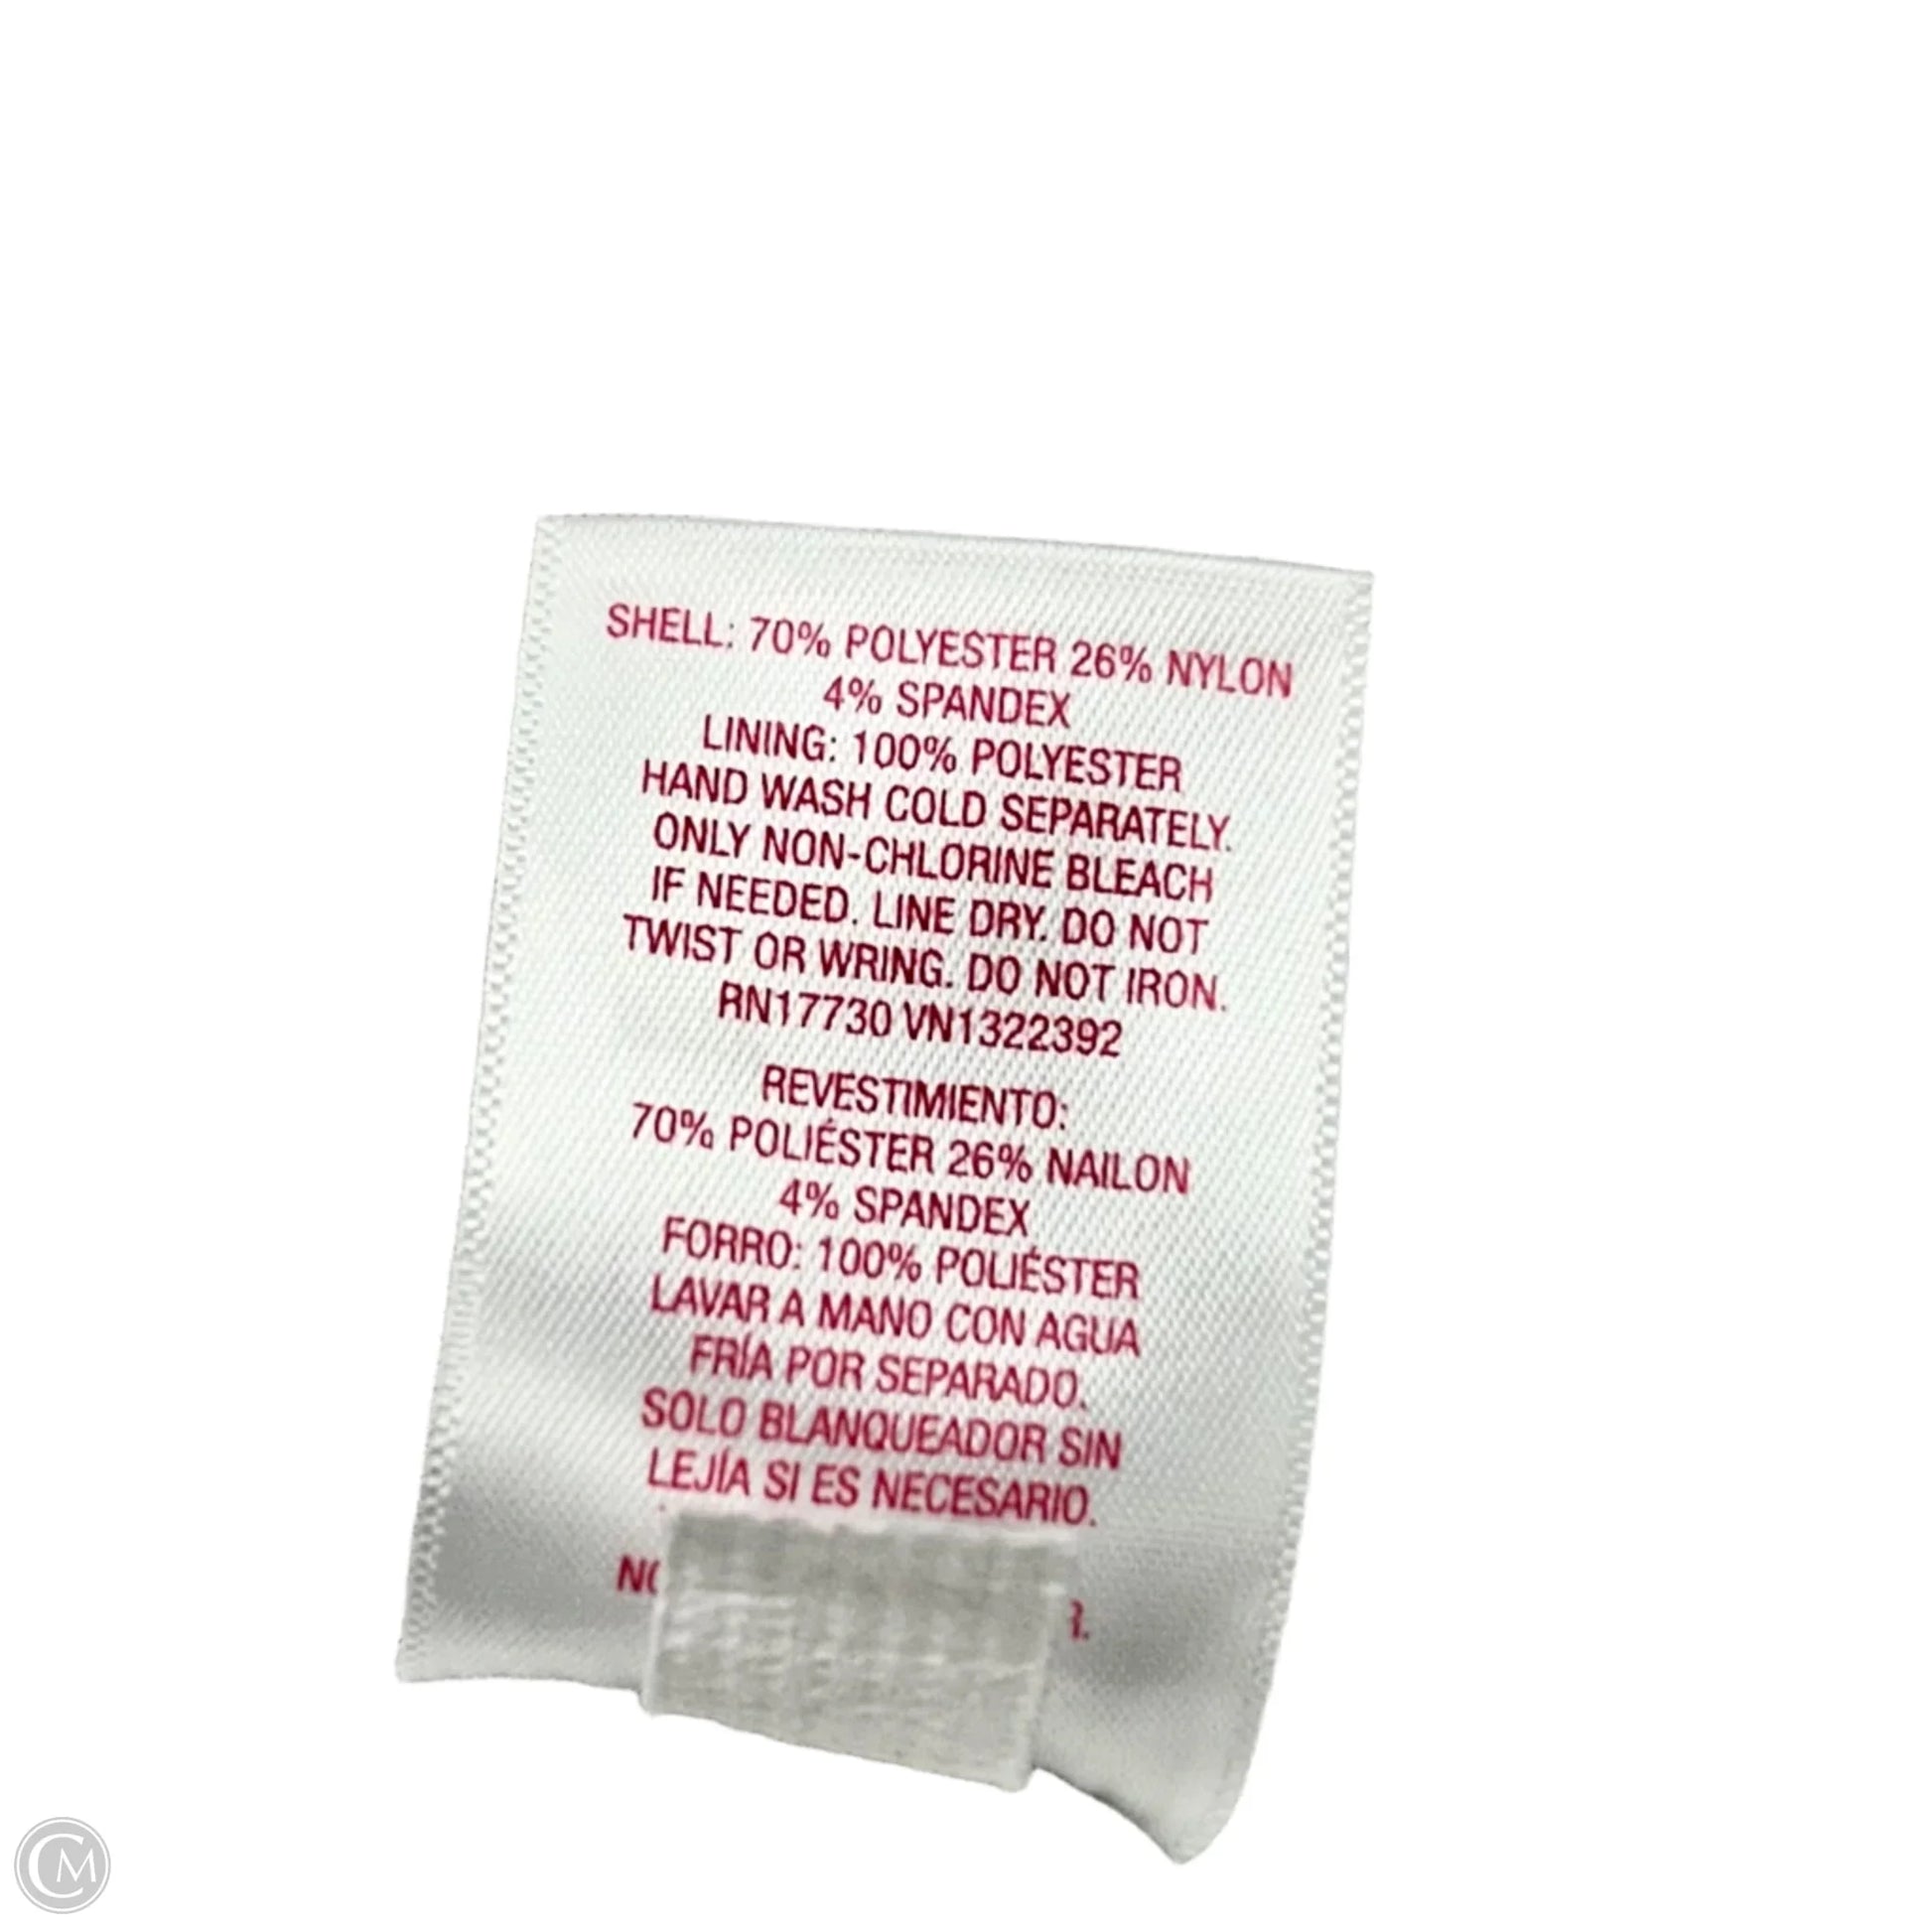 SHELL: 70% POLYESTER 26% NYLON
4% SPANDEX
LINING: 100% POLYESTER
HAND WASH COLD SEPARATELY.
ONLY NON-CHLORINE BLEACH
IF NEEDED. LINE DRY. DO NOT
TWIST OR WRING. DO NOT IRON.
RN17730 VN1322392
REVESTIMIENTO:
70% POLIÉSTER 26% NAILON
4% SPANDEX
FORRO: 100% POLIÉSTER
LAVAR A MANO CON AGUA
FRÍA POR SEPARADO.
SOLO BLANQUEADOR SIN
LEJÍA SI ES NECESARIO.
CM